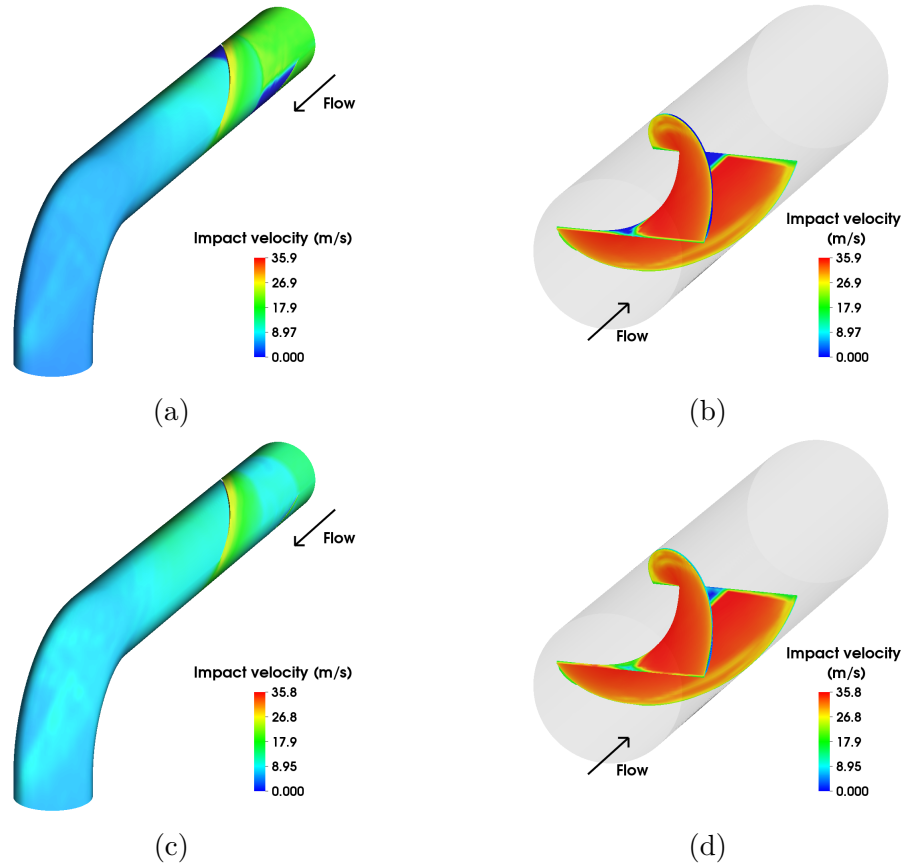 Flow
Impact velocity (m/s)
35.9
26.9
17.9
8.97
0.000
(a)
Impact velocity
(m/s)
35.9
26.9
17.9
8.97
0.000
Flow
(b)
Flow
Impact velocity (m/s)
35.8
26.8
17.9
8.95
0.000
(c)
Impact velocity
(m/s)
35.8
26.8
17.9
8.95
0.000
Flow
(d)